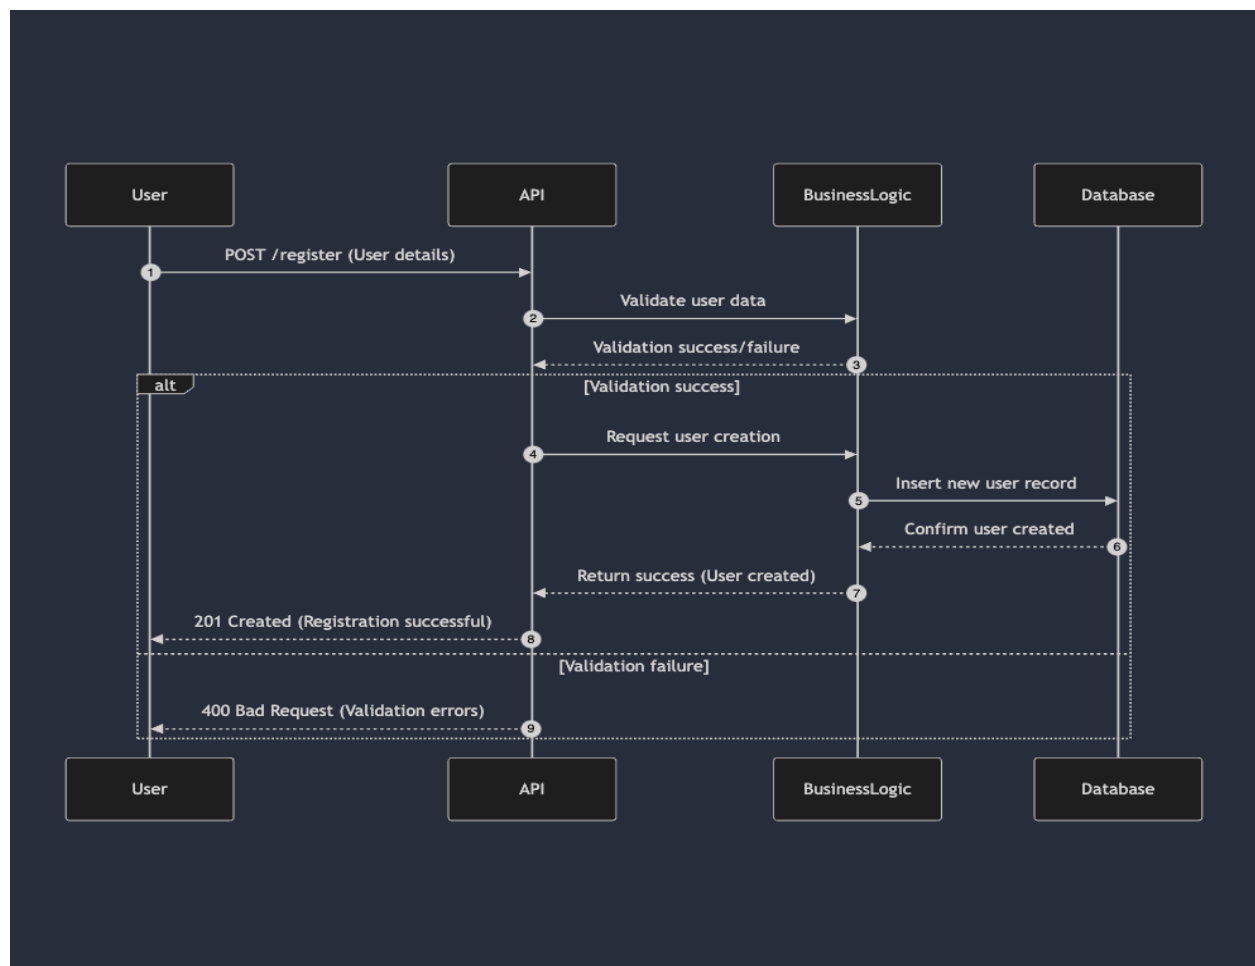 User
API
BusinessLogic
Database
POST /register (User details)
1
Validate user data
2
Validation success/failure
3
alt
[Validation success]
Request user creation
4
Insert new user record
5
Confirm user created
6
Return success (User created)
7
201 Created (Registration successful)
8
[Validation failure]
400 Bad Request (Validation errors)
9
User
API
BusinessLogic
Database